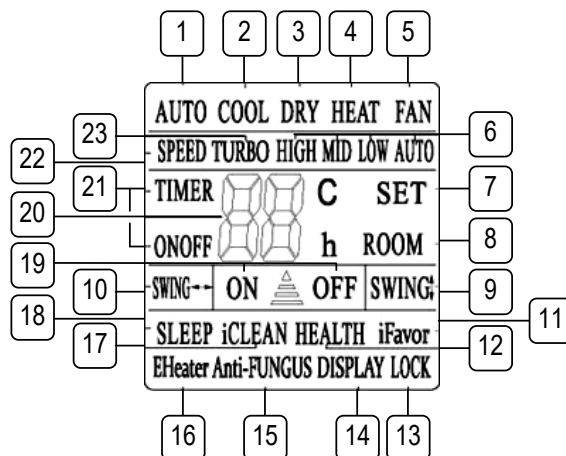 1 2 3 4 5
AUTO COOL DRY HEAT FAN
23 6
22 SPEED TURBO HIGH MID LOW AUTO
21 TIMER 88 C SET 7
20
ONOFF h ROOM 8
19
10 SWING ON OFF SWING 9
18 11
SLEEP iCLEAN HEALTH iFavor
17 12
EHeater Anti-FUNGUS DISPLAY LOCK
16 15 14 13